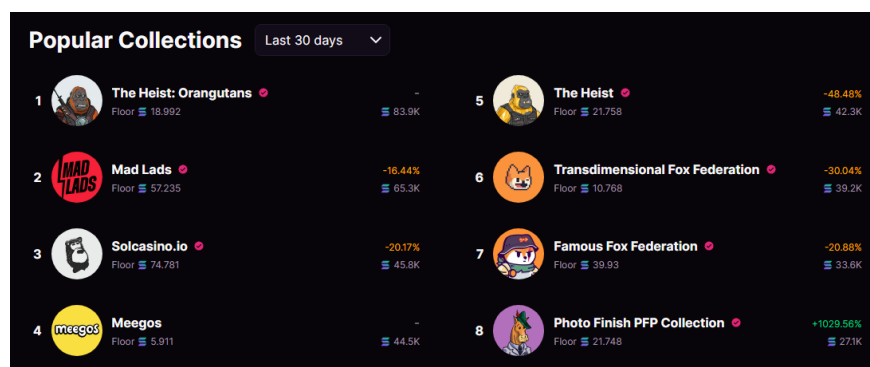 Popular Collections Last 30 days
1 The Heist: Orangutans -
Floor 18.992 83.9K
2 MAD LADS Mad Lads -16.44%
Floor 57.235 65.3K
3 Solcasino.io -20.17%
Floor 74.781 45.8K
4 meegos Meegos -
Floor 5.911 44.5K
5 The Heist -48.48%
Floor 21.758 42.3K
6 Transdimensional Fox Federation -30.04%
Floor 10.768 39.2K
7 Famous Fox Federation -20.88%
Floor 39.93 33.6K
8 Photo Finish PFP Collection +1029.56%
Floor 21.748 27.1K